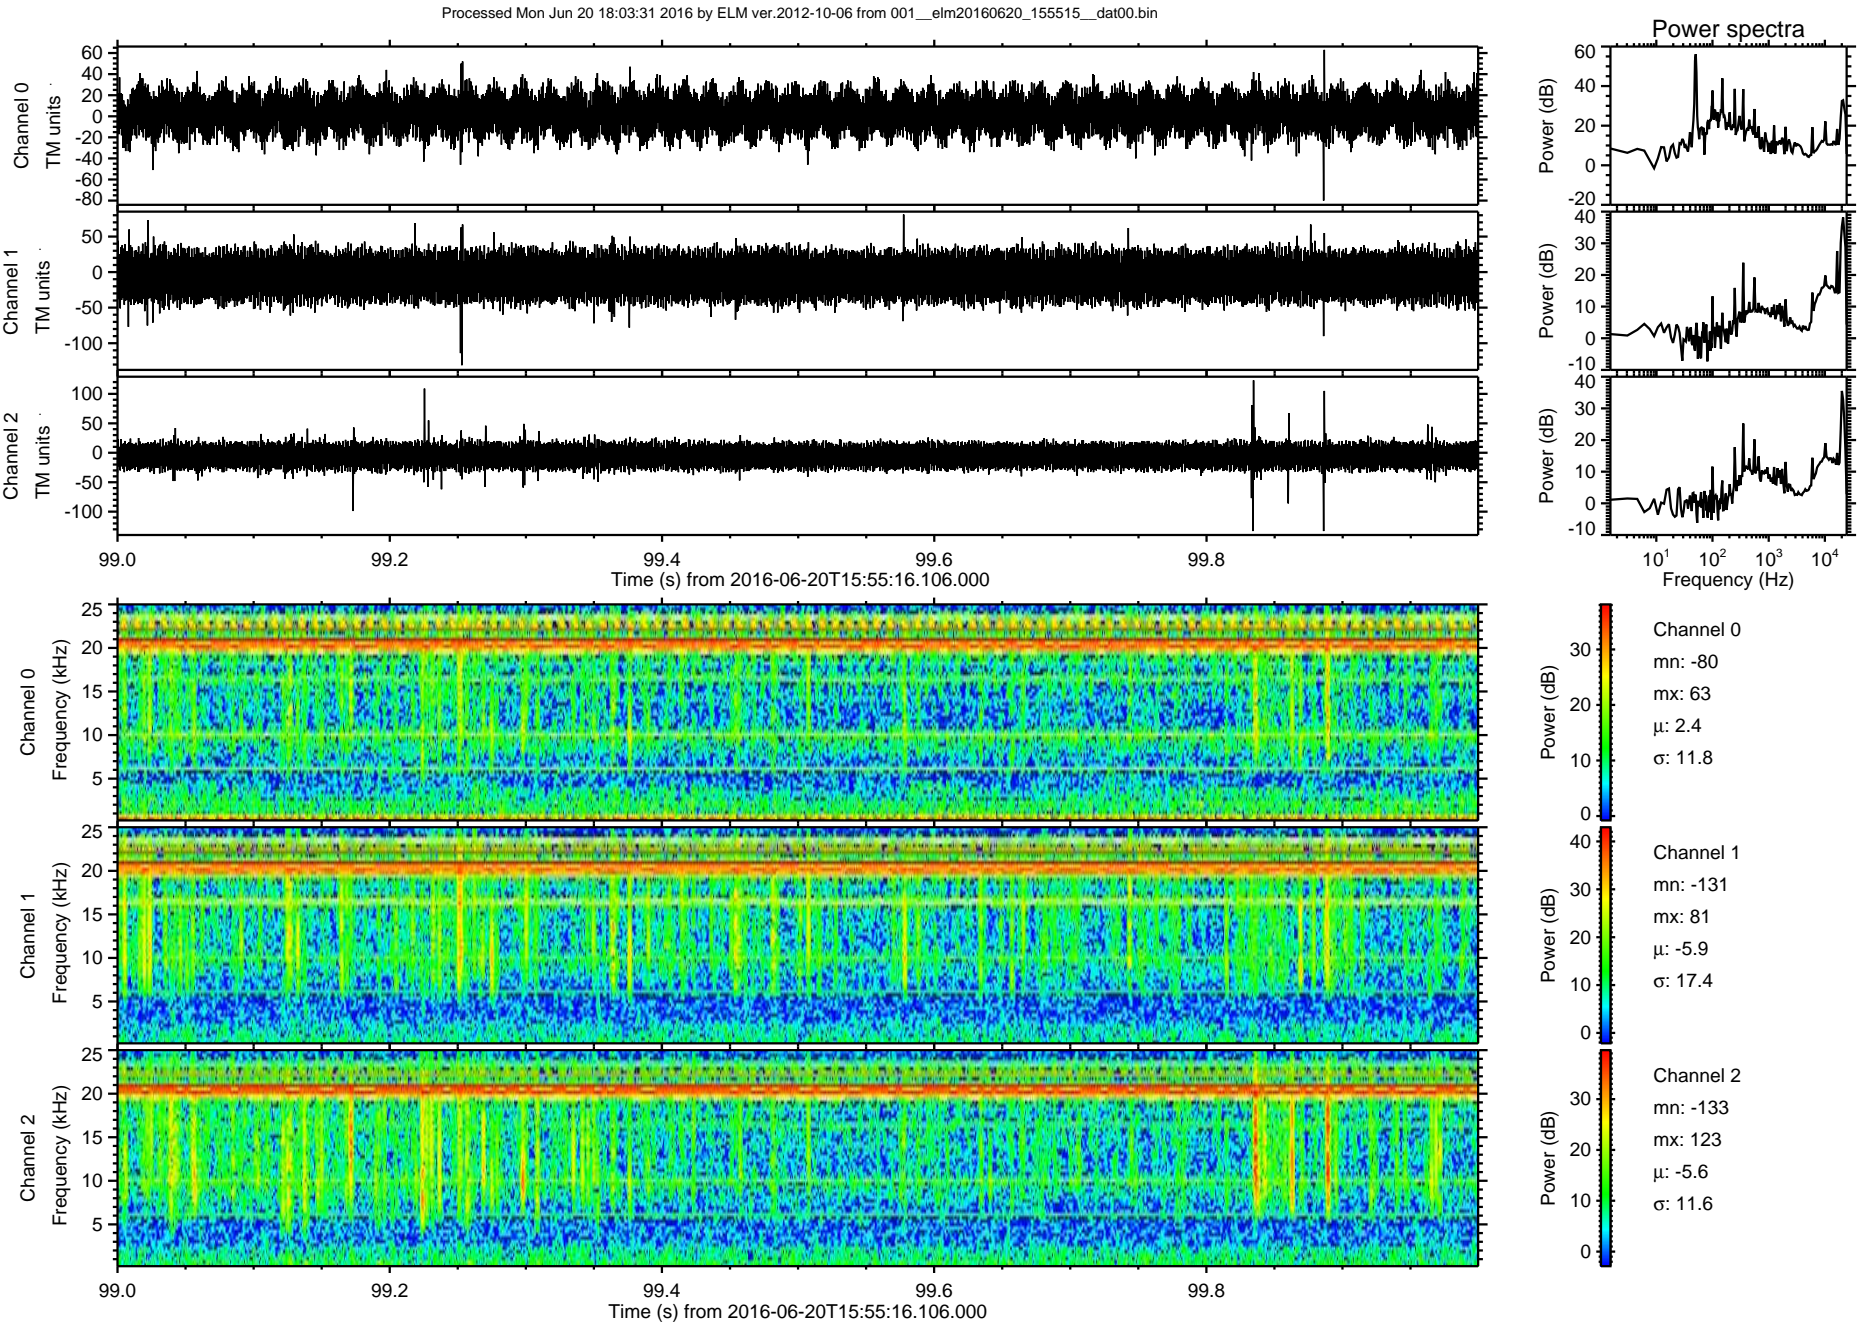 Processed Mon Jun 20 18:03:31 2016 by ELM ver.2012-10-06 from 001__elm20160620_155515__dat00.bin
Power spectra
Channel 0
TM units
60
40
20
0
-20
-40
-60
-80
Power (dB)
60
40
20
0
-20
Channel 1
TM units
50
0
-50
-100
Power (dB)
40
30
20
10
0
-10
Channel 2
TM units
100
50
0
-50
-100
Power (dB)
40
30
20
10
0
-10
99.0 99.2 99.4 99.6 99.8
Time (s) from 2016-06-20T15:55:16.106.000
10¹ 10² 10³ 10⁴
Frequency (Hz)
Channel 0
Frequency (kHz)
25
20
15
10
5
Power (dB)
30
20
10
0
Channel 0
mn: -80
mx: 63
μ: 2.4
σ: 11.8
Channel 1
Frequency (kHz)
25
20
15
10
5
Power (dB)
40
30
20
10
0
Channel 1
mn: -131
mx: 81
μ: -5.9
σ: 17.4
Channel 2
Frequency (kHz)
25
20
15
10
5
Power (dB)
30
20
10
0
Channel 2
mn: -133
mx: 123
μ: -5.6
σ: 11.6
99.0 99.2 99.4 99.6 99.8
Time (s) from 2016-06-20T15:55:16.106.000